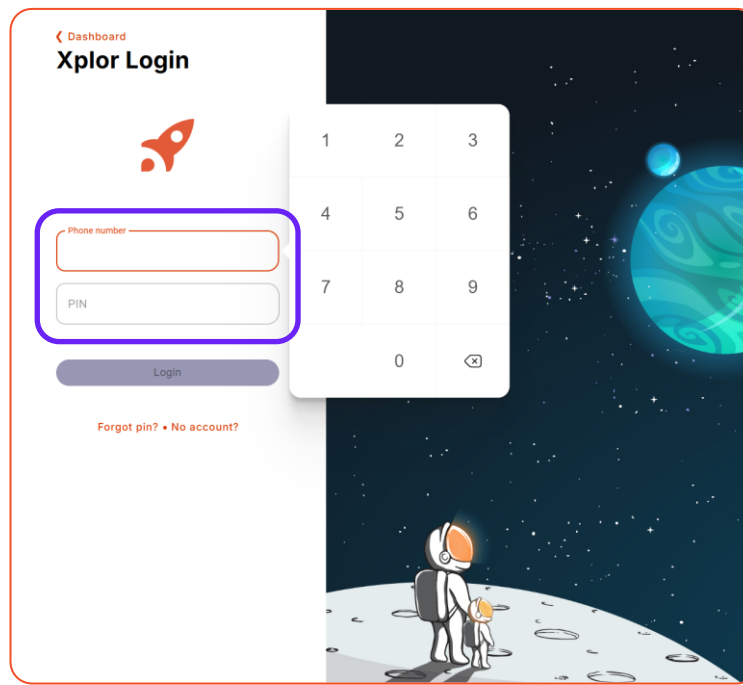 ❮ Dashboard
Xplor Login
Phone number
PIN
Login
Forgot pin? • No account?
1 2 3
4 5 6
7 8 9
0